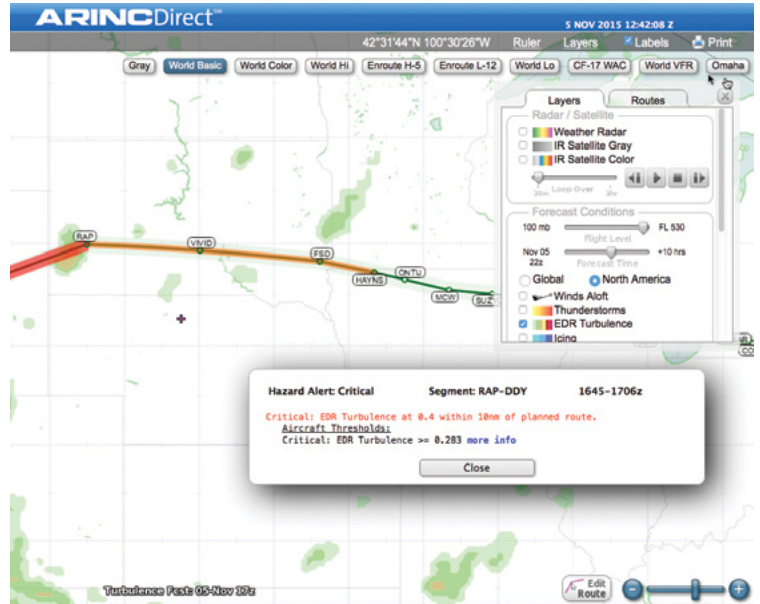 ARINCDirect℠
5 NOV 2015 12:42:08 Z
42°31'44"N 100°30'26"W Ruler Layers Labels Print
Gray World Basic World Color World Hi Enroute H-5 Enroute L-12 World Lo CF-17 WAC World VFR Omaha
Layers Routes
Radar / Satellite
Weather Radar
IR Satellite Gray
IR Satellite Color
Loop Over
Forecast Conditions
100 mb FL 530
Flight Level
Nov 05 +10 hrs
22z Forecast Time
Global North America
Winds Aloft
Thunderstorms
EDR Turbulence
Icing
RAP
VIVID
FSD
HAYNS
ONTU
MCW
SUZ
Hazard Alert: Critical Segment: RAP-DDY 1645-1706z
Critical: EDR Turbulence at 0.4 within 10nm of planned route.
Aircraft Thresholds:
Critical: EDR Turbulence >= 0.283 more info
Close
Turbulence Fcst: 05-Nov 17z
Edit
Route